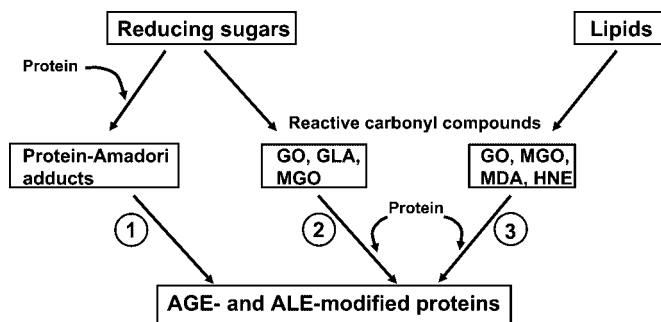 Reducing sugars
Lipids
Protein
Reactive carbonyl compounds
Protein-Amadori
adducts
GO, GLA,
MGO
GO, MGO,
MDA, HNE
Protein
1
2
3
AGE- and ALE-modified proteins